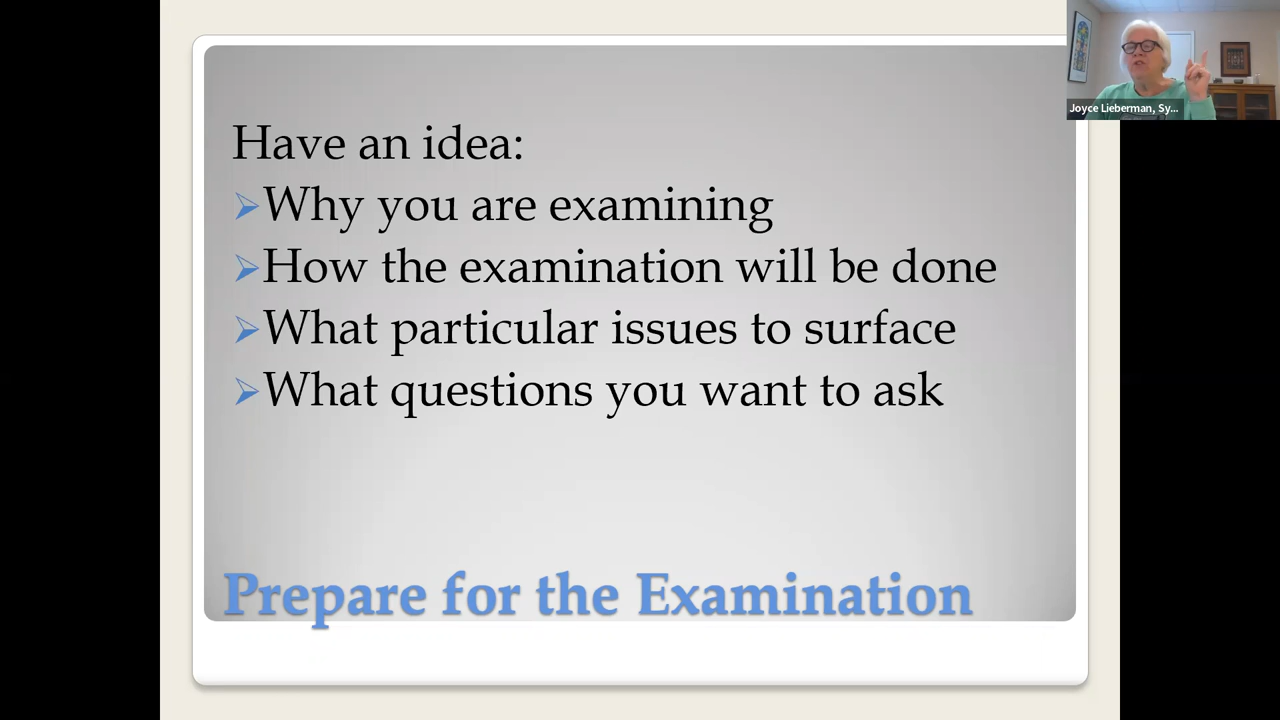 Have an idea:
➢Why you are examining
➢How the examination will be done
➢What particular issues to surface
➢What questions you want to ask
Prepare for the Examination
Joyce Lieberman, Sy...